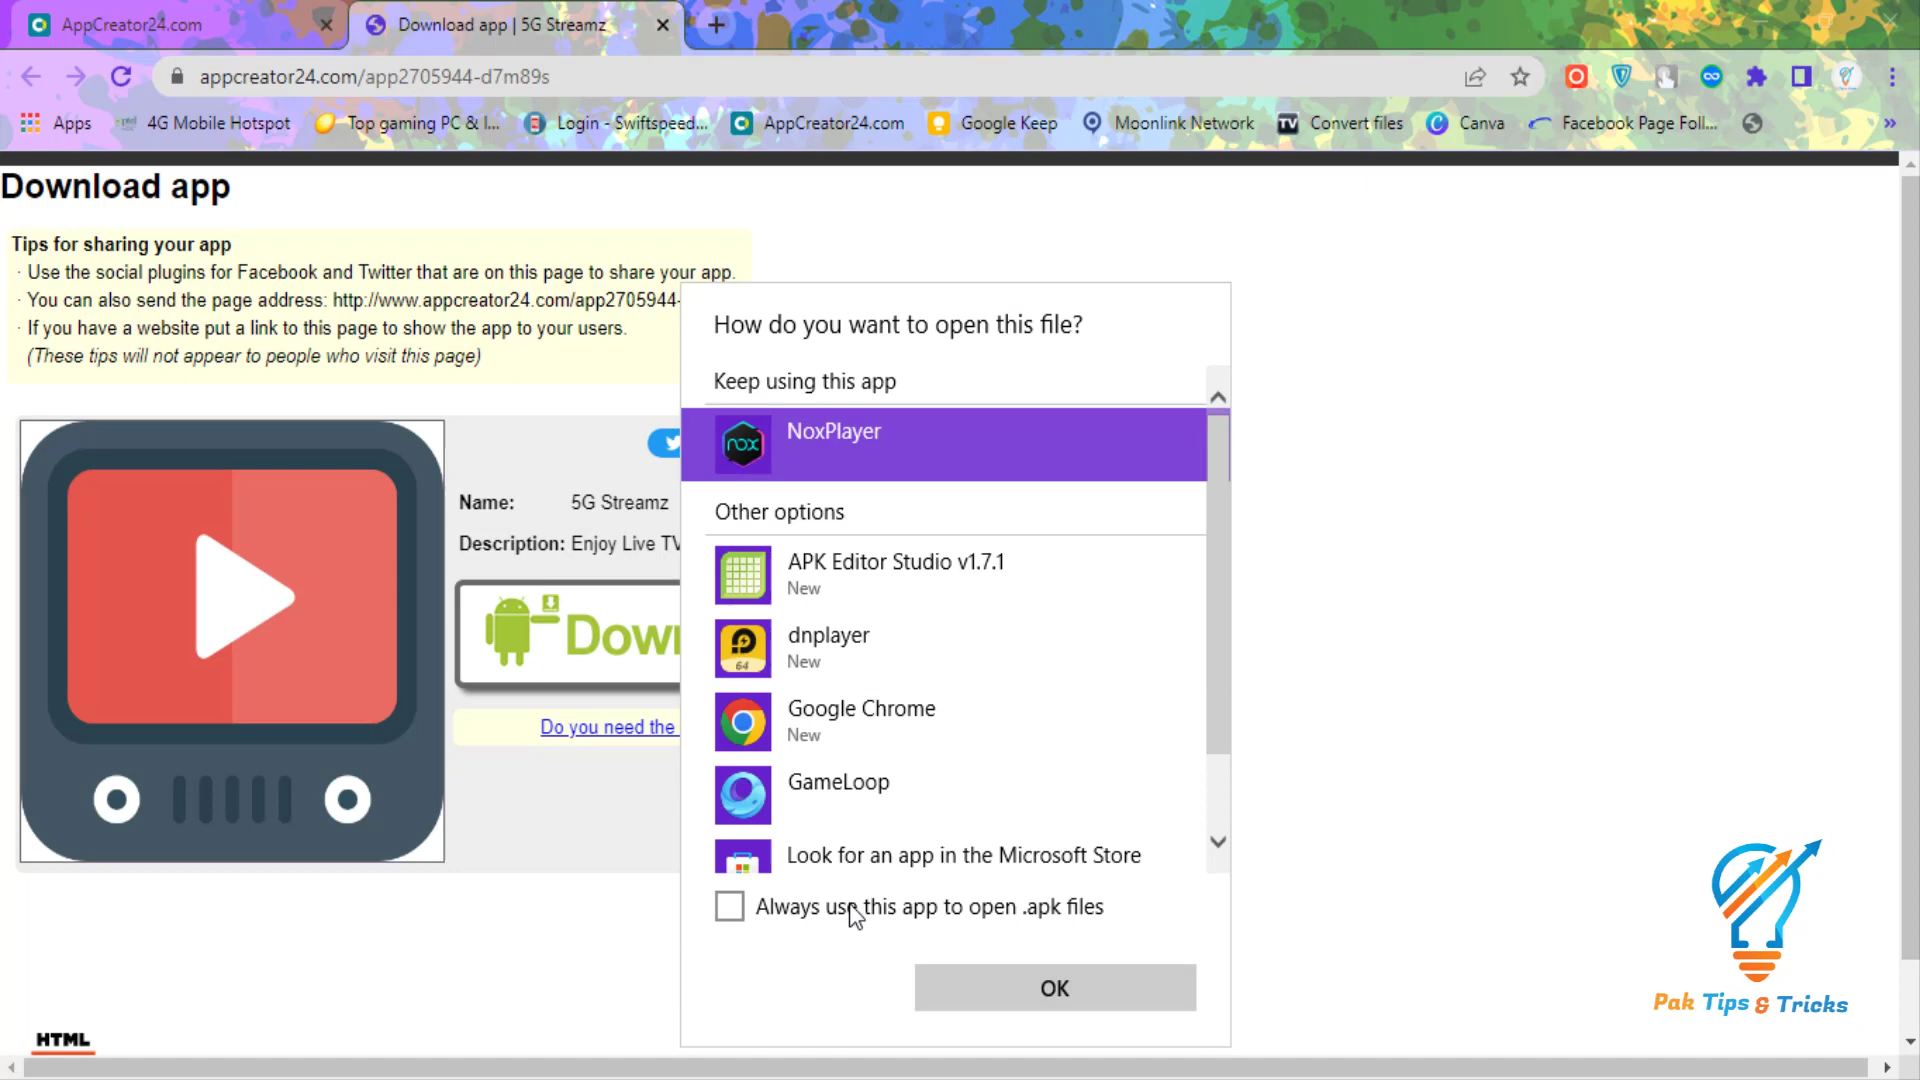 AppCreator24.com
Download app | 5G Streamz
appcreator24.com/app2705944-d7m89s
Apps
4G Mobile Hotspot
Top gaming PC & l...
Login - Swiftspeed...
AppCreator24.com
Google Keep
Moonlink Network
TV
Convert files
Canva
Facebook Page Foll...
»
Download app
Tips for sharing your app
· Use the social plugins for Facebook and Twitter that are on this page to share your app.
· You can also send the page address: http://www.appcreator24.com/app2705944-
· If you have a website put a link to this page to show the app to your users.
(These tips will not appear to people who visit this page)
Name: 5G Streamz
Description: Enjoy Live TV
Down
Do you need the
How do you want to open this file?
Keep using this app
nox
NoxPlayer
Other options
APK Editor Studio v1.7.1
New
64
dnplayer
New
Google Chrome
New
GameLoop
Look for an app in the Microsoft Store
Always use this app to open .apk files
OK
Pak Tips & Tricks
HTML